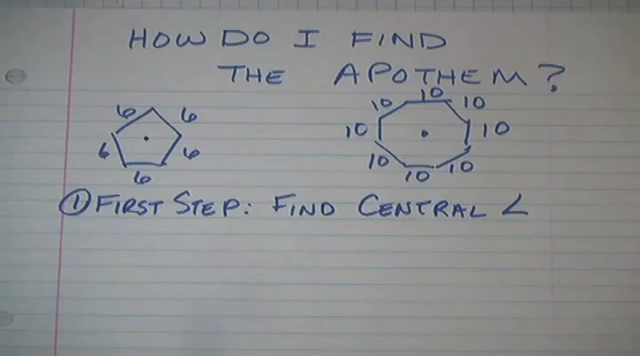 HOW DO I FIND
THE APOTHEM?
6 6 6 6 6
10 10 10 10 10 10 10 10
① FIRST STEP: FIND CENTRAL <